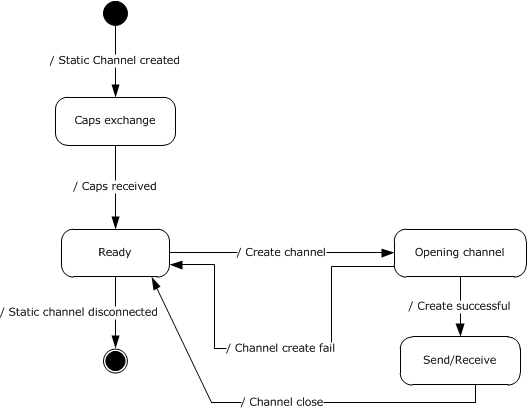 / Static Channel created
Caps exchange
/ Caps received
Ready
/ Create channel
Opening channel
/ Static channel disconnected
/ Create successful
/ Channel create fail
Send/Receive
/ Channel close